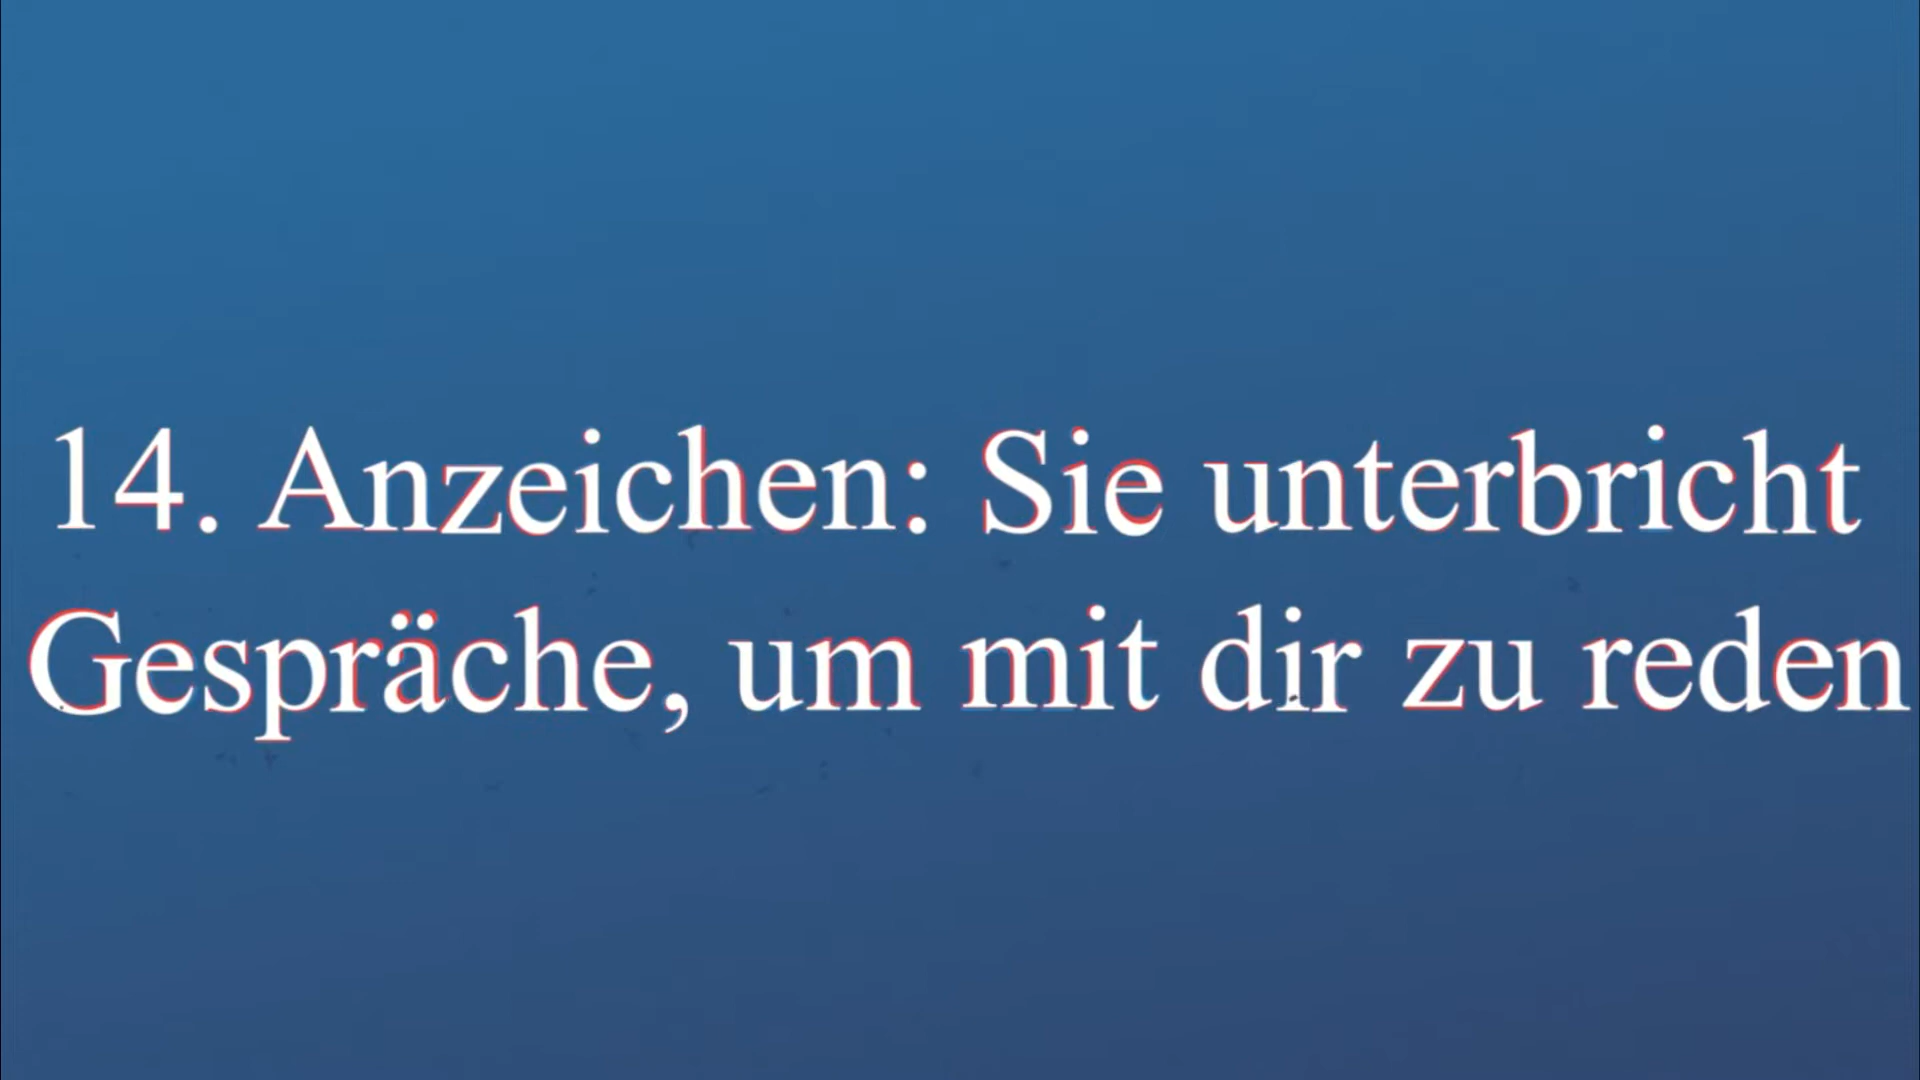 14. Anzeichen: Sie unterbricht
Gespräche, um mit dir zu reden